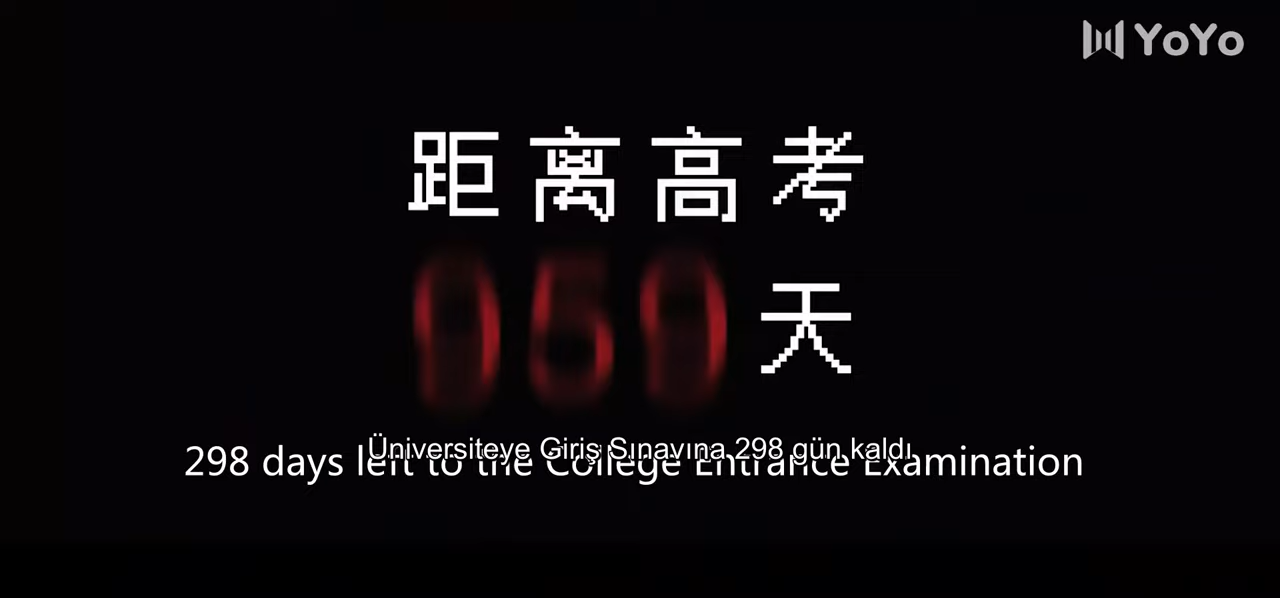 YoYo
距离高考
天
Üniversiteye Giriş Sınavına 298 gün kaldı.
298 days left to the College Entrance Examination